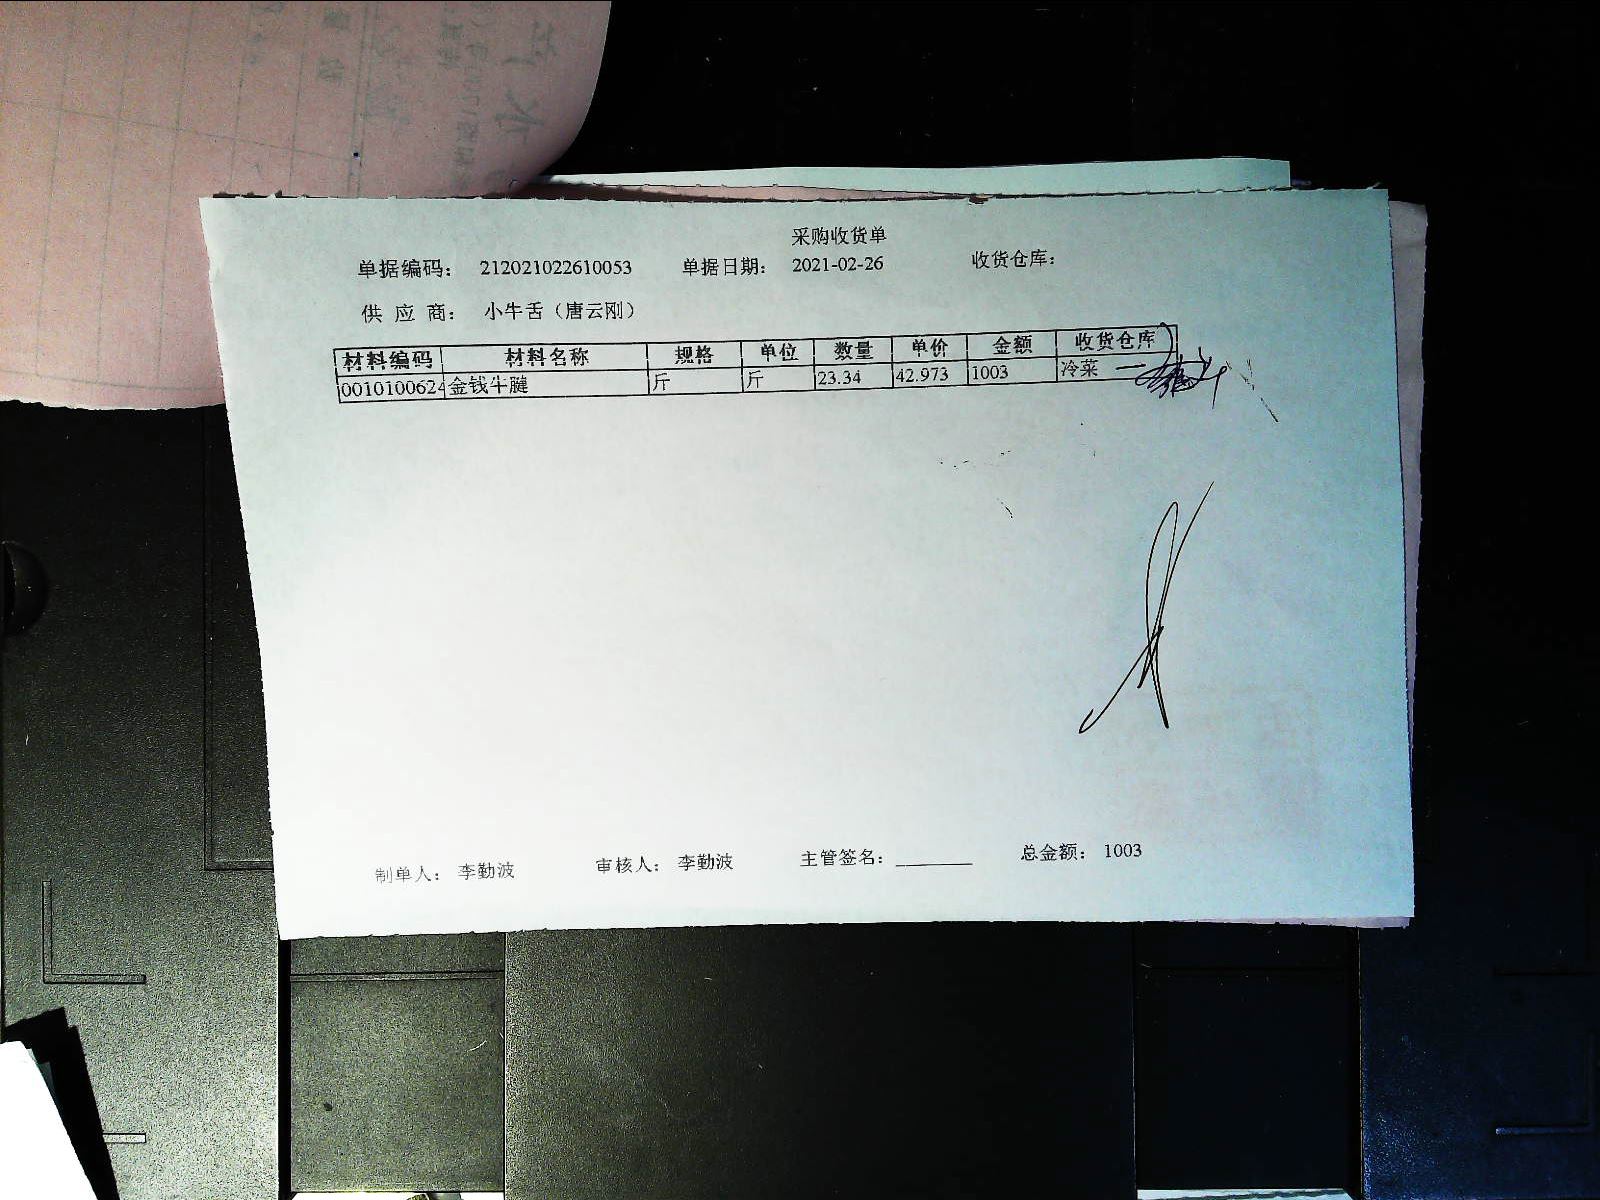 采购收货单
单据编码： 212021022610053 单据日期： 2021-02-26 收货仓库：
供 应 商： 小牛舌（唐云刚）
材料编码 材料名称 规格 单位 数量 单价 金额 收货仓库
0010100624 金钱牛腱 斤 斤 23.34 42.973 1003 冷菜
制单人： 李勤波 审核人： 李勤波 主管签名： 总金额： 1003